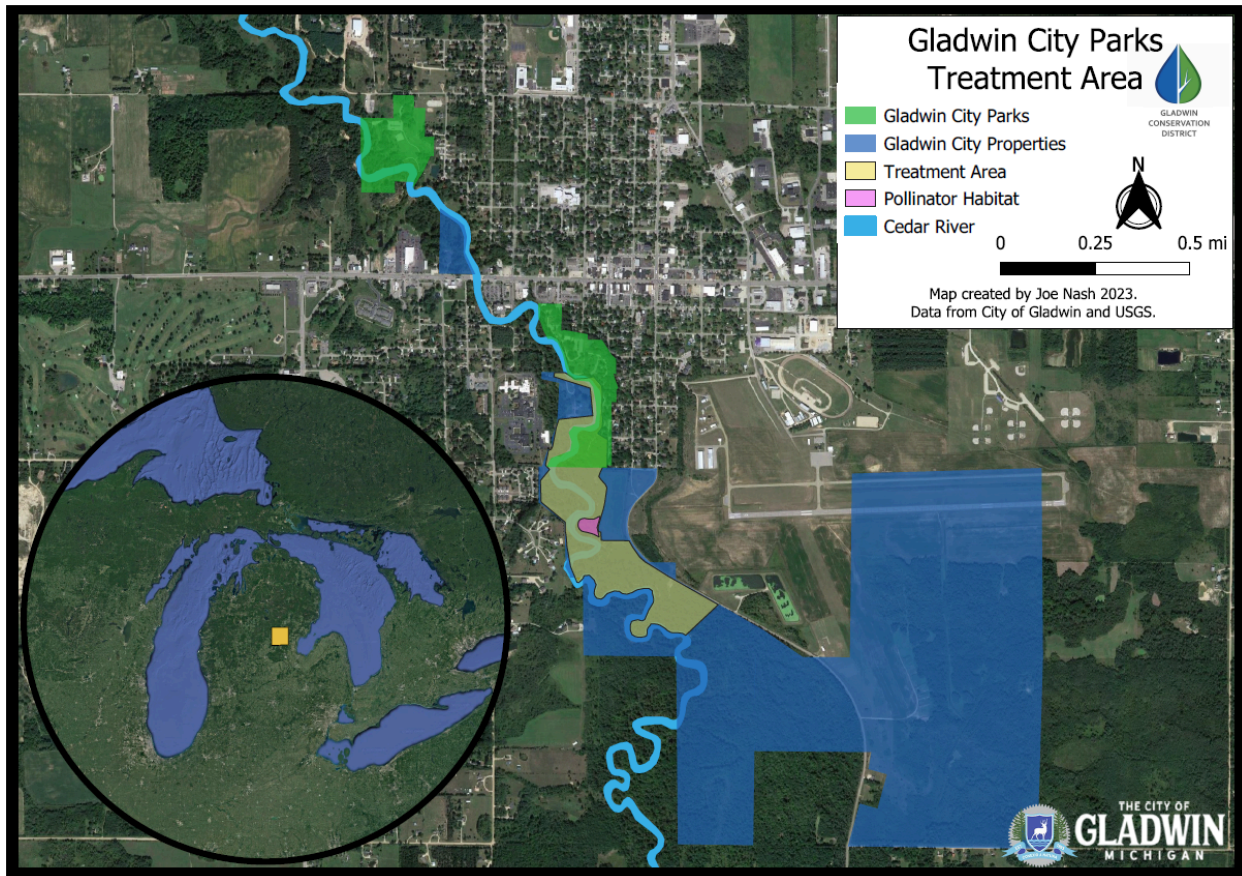 Gladwin City Parks
Treatment Area
GLADWIN
CONSERVATION
DISTRICT
Gladwin City Parks
Gladwin City Properties
Treatment Area
Pollinator Habitat
Cedar River
N
0 0.25 0.5 mi
Map created by Joe Nash 2023.
Data from City of Gladwin and USGS.
THE CITY OF
GLADWIN
MICHIGAN